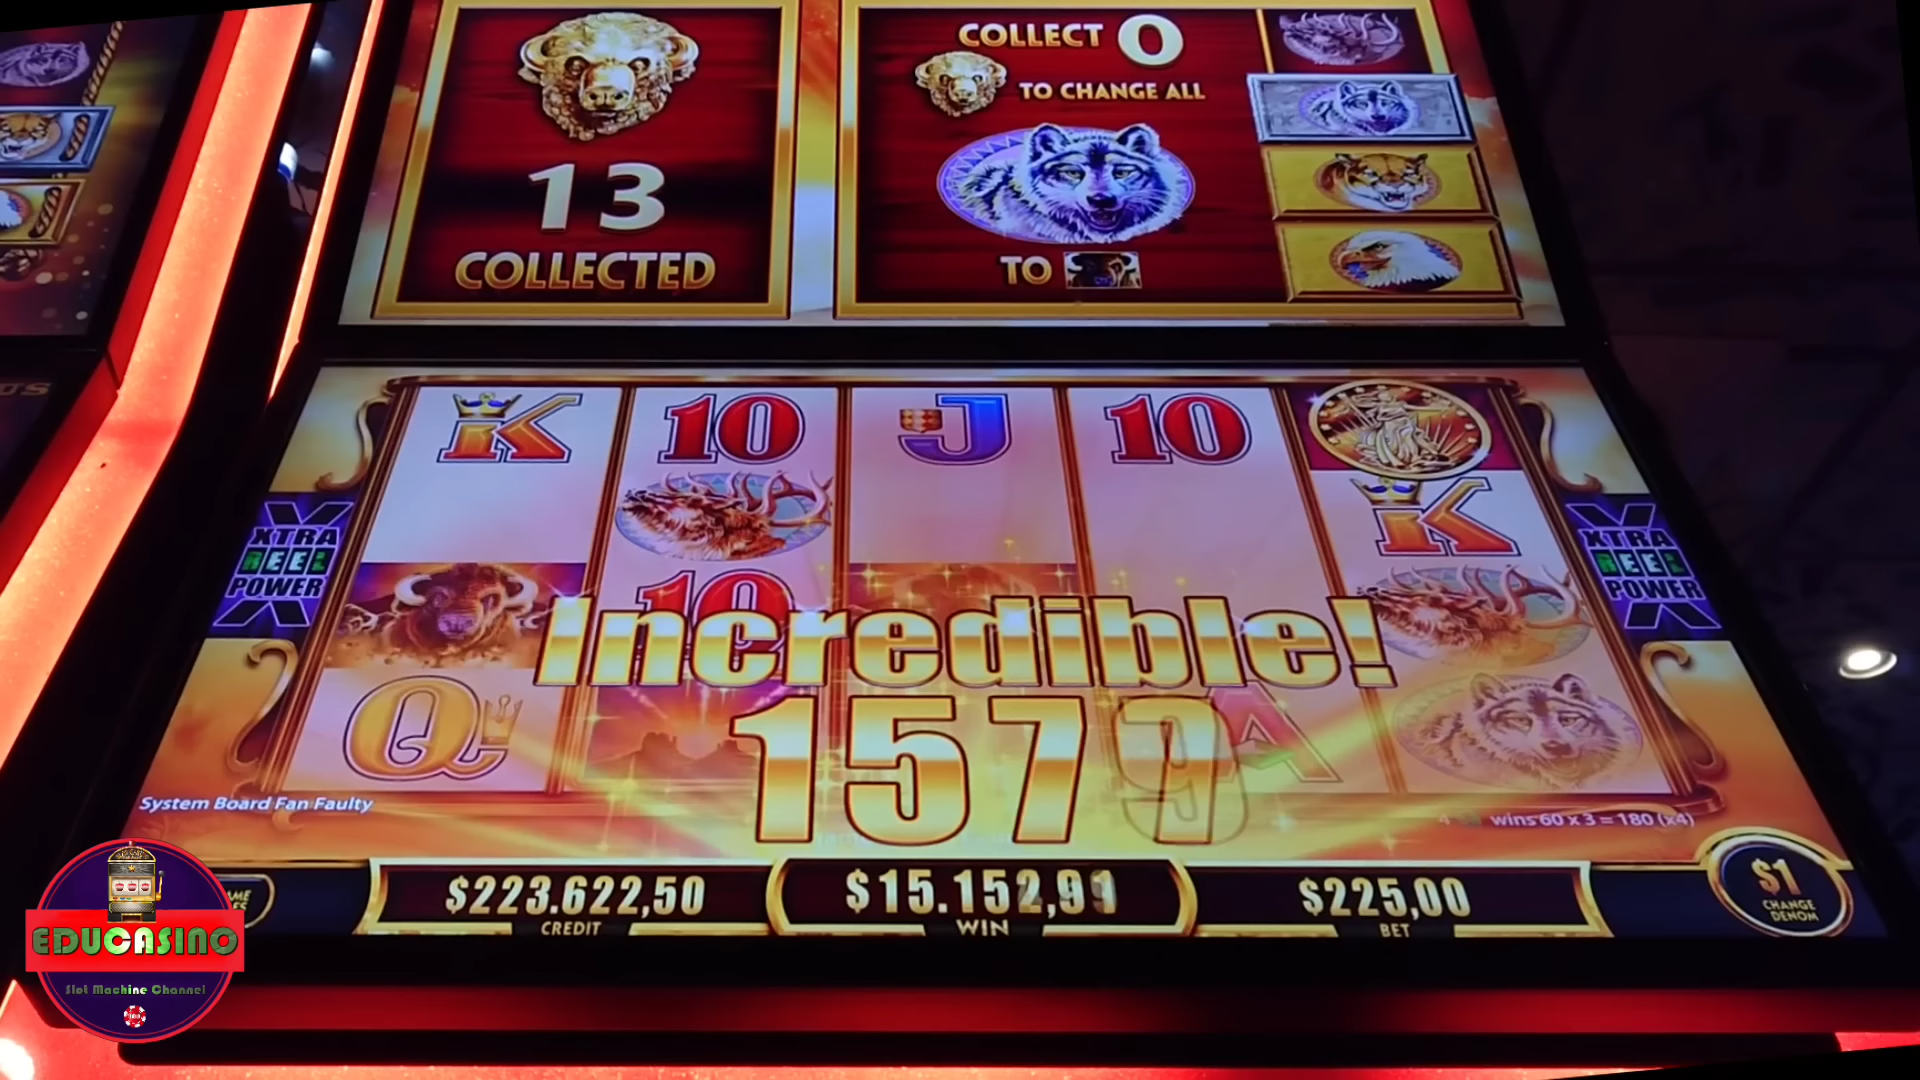 COLLECT 0
TO CHANGE ALL
13
COLLECTED
TO
K 10 J 10
K
XTRA
REEL
POWER
XTRA
REEL
POWER
10
Incredible!
Q
A
System Board Fan Faulty
wins 60 x 3 = 180 (x4)
$223.622,50
CREDIT
WIN
$225,00
BET
$1
CHANGE
DENOM
EDUCASINO
Slot Machine Channel